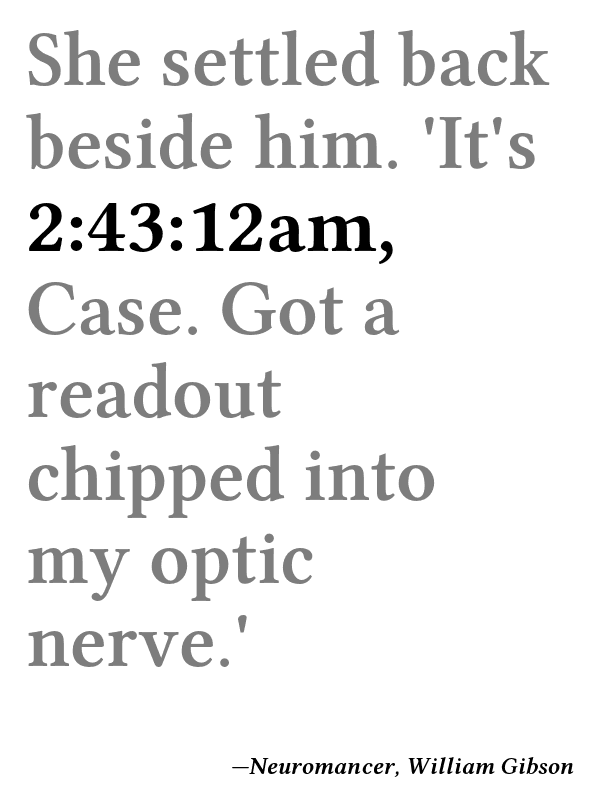 She settled back
beside him. 'It's
2:43:12am,
Case. Got a
readout
chipped into
my optic
nerve.'
—Neuromancer, William Gibson